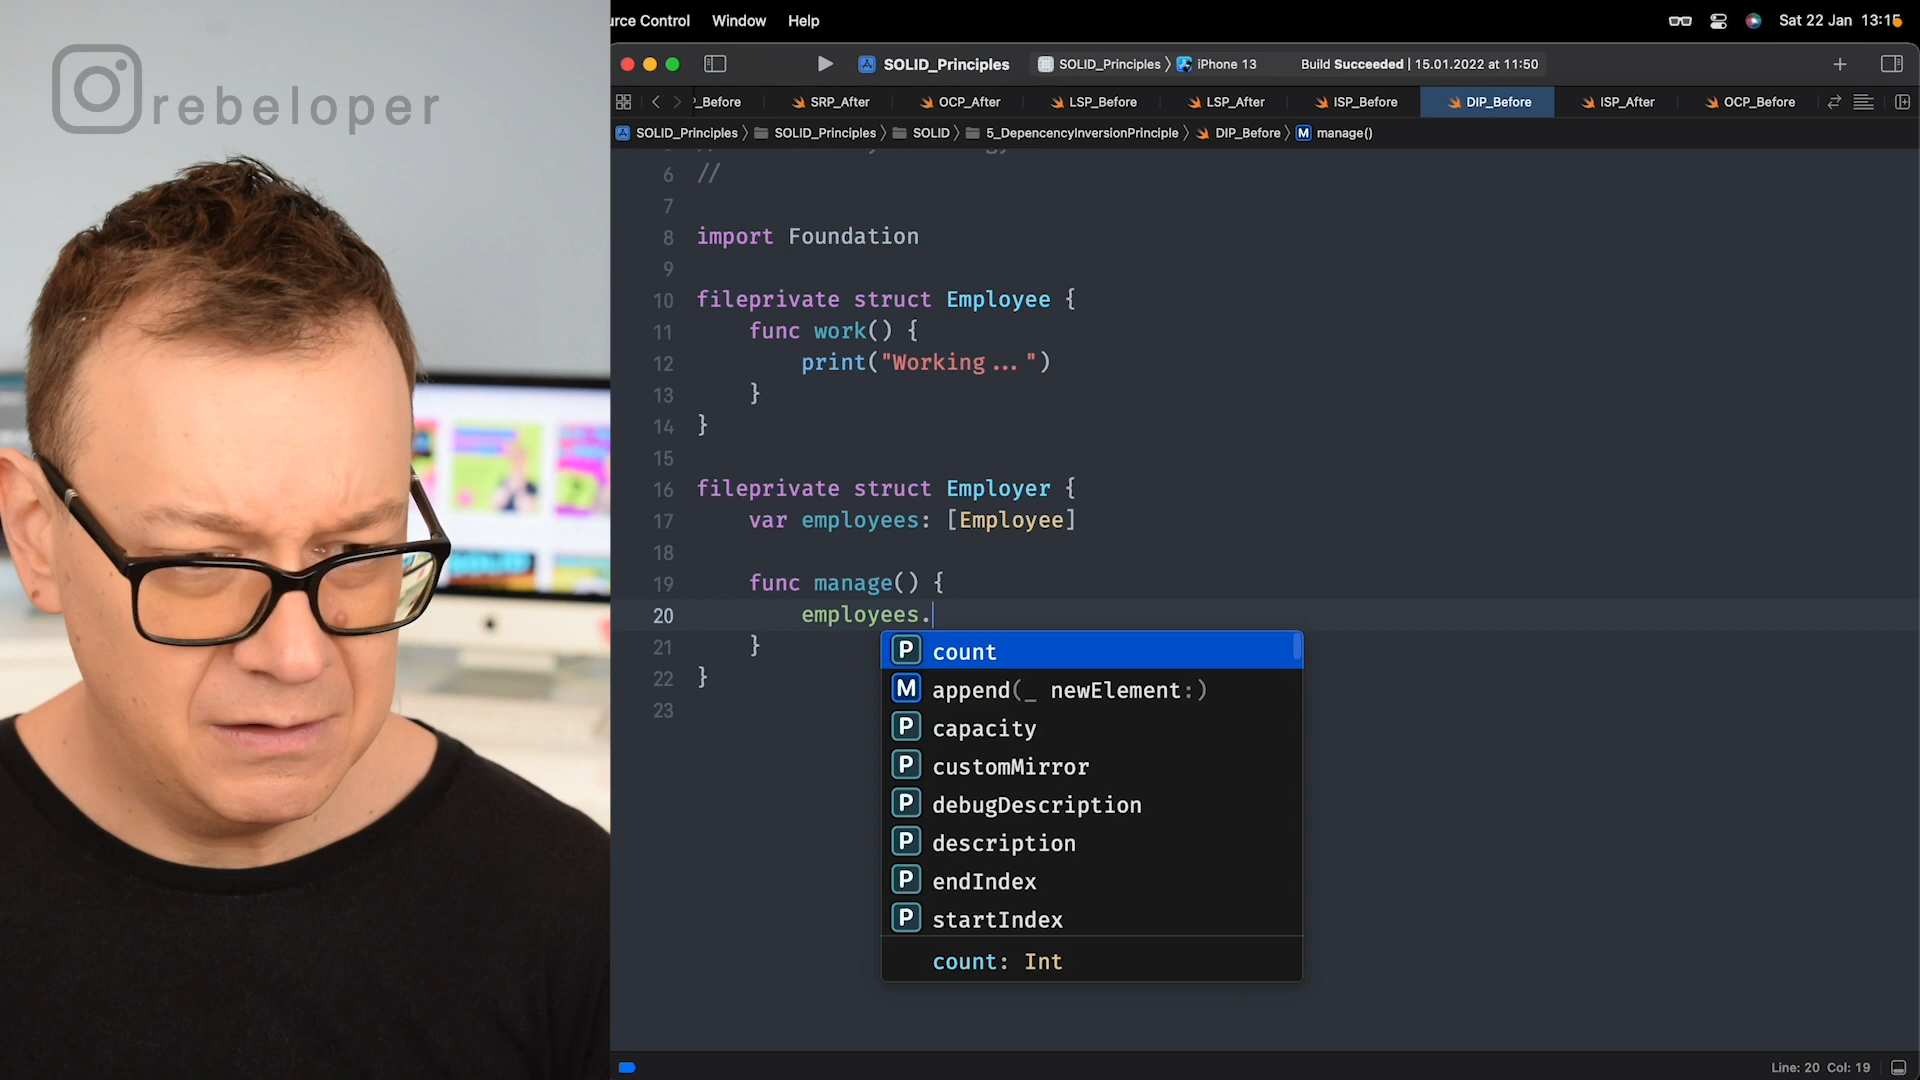 rebeloper
urce Control Window Help
Sat 22 Jan 13:15
SOLID_Principles
SOLID_Principles iPhone 13
Build Succeeded | 15.01.2022 at 11:50
P_Before SRP_After OCP_After LSP_Before LSP_After ISP_Before DIP_Before ISP_After OCP_Before
SOLID_Principles SOLID_Principles SOLID 5_DepencencyInversionPrinciple DIP_Before M manage()
6 //
7
8 import Foundation
9
10 fileprivate struct Employee {
11 func work() {
12 print("Working...")
13 }
14 }
15
16 fileprivate struct Employer {
17 var employees: [Employee]
18
19 func manage() {
20 employees.
21 }
22 }
23
P count
M append(_ newElement:)
P capacity
P customMirror
P debugDescription
P description
P endIndex
P startIndex
count: Int
Line: 20 Col: 19